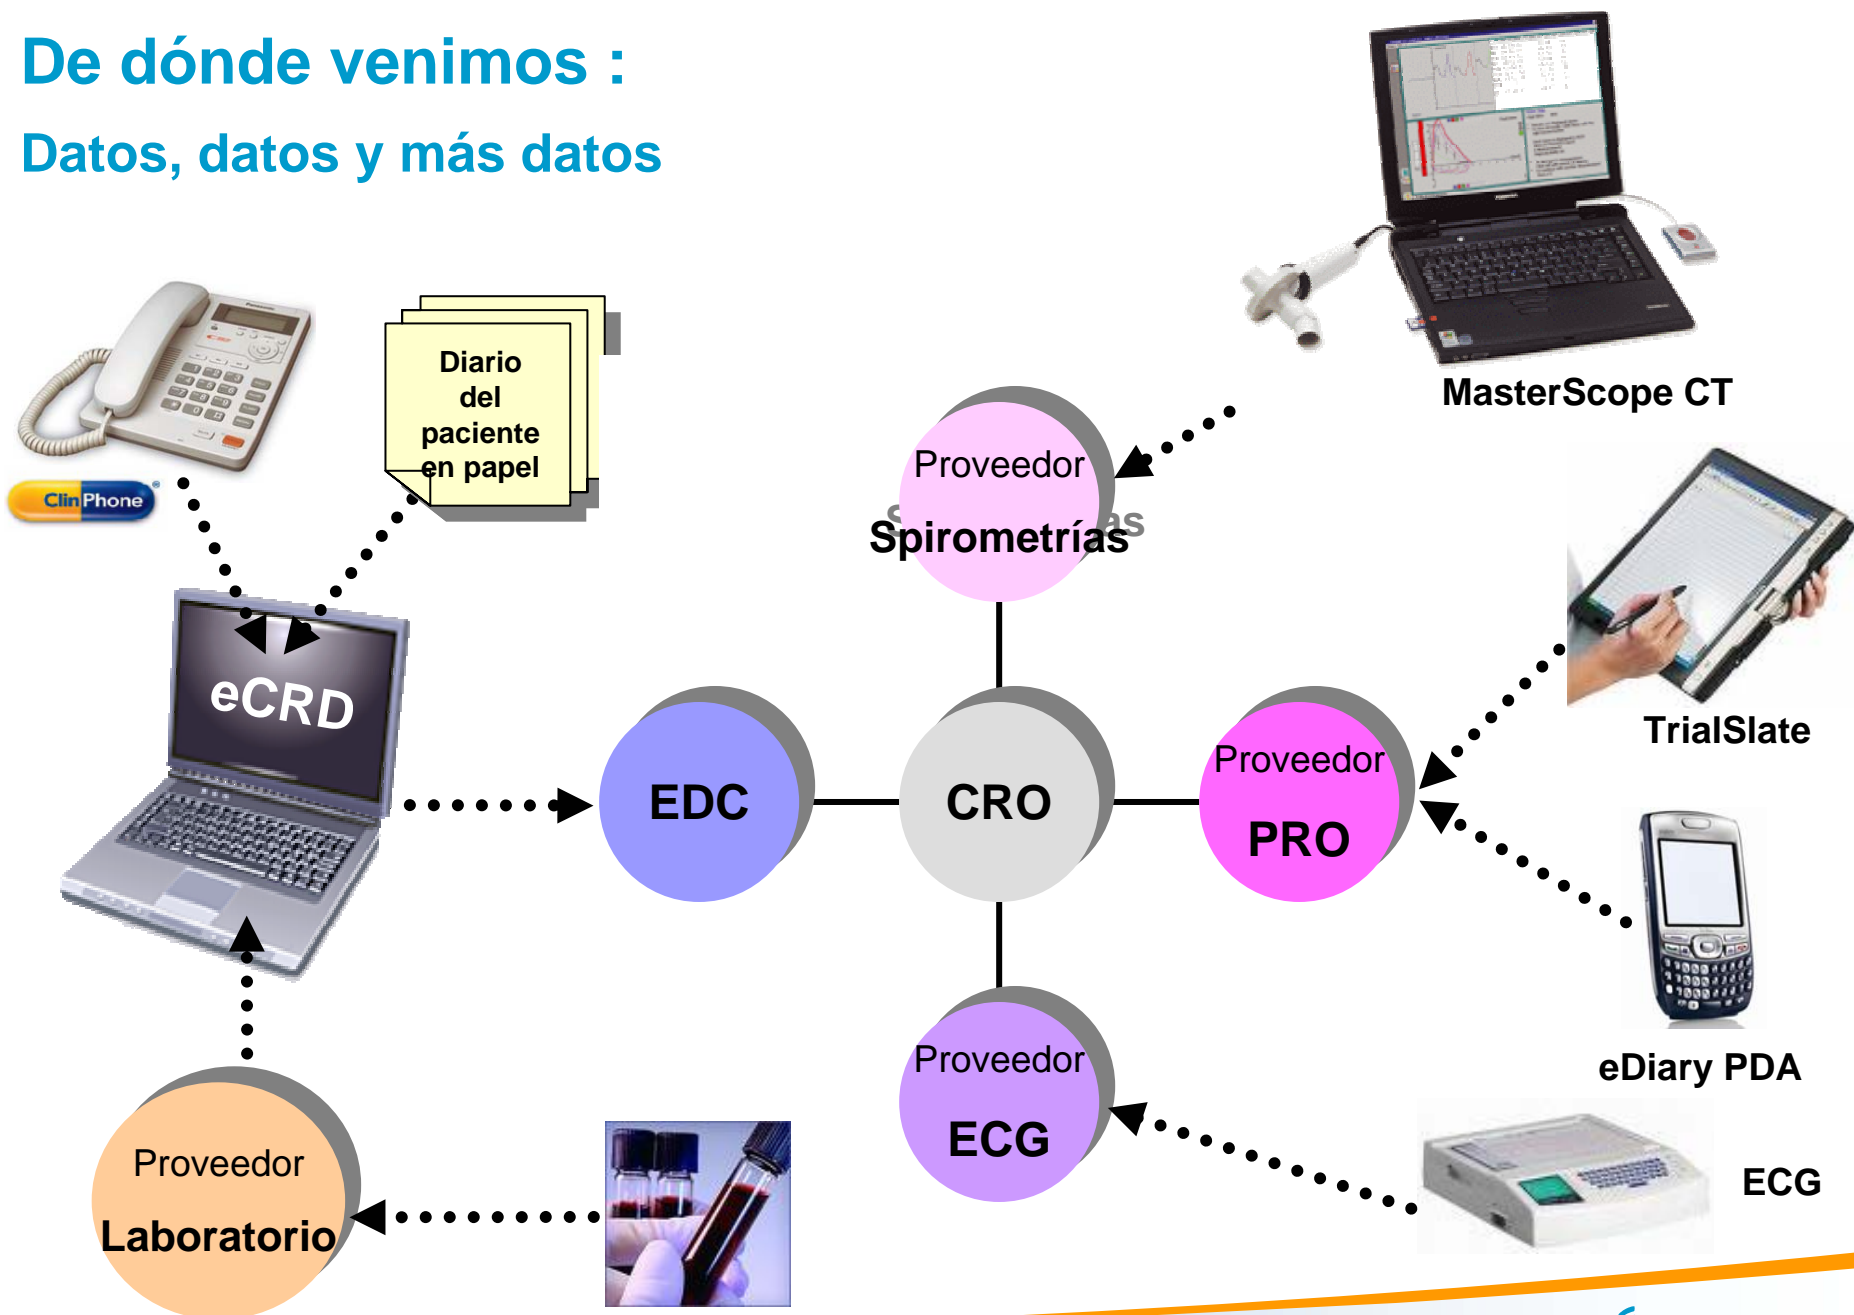 De dónde venimos :
Datos, datos y más datos
Diario
del
paciente
en papel
ClinPhone®
MasterScope CT
Proveedor
Spirometrías
TrialSlate
eCRD
EDC
CRO
Proveedor
PRO
eDiary PDA
Proveedor
ECG
ECG
Proveedor
Laboratorio